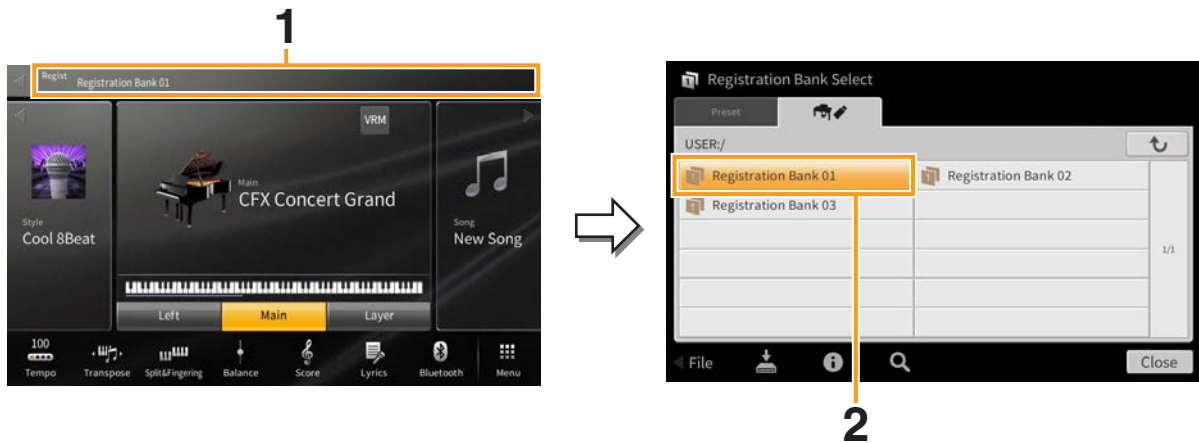 1
Regist Registration Bank 01
VRM
Main
CFX Concert Grand
Style
Cool 8Beat
Song
New Song
Left Main Layer
100
Tempo Transpose Split&Fingering Balance Score Lyrics Bluetooth Menu
Registration Bank Select
Preset
USER:/
Registration Bank 01 Registration Bank 02
Registration Bank 03
1/1
File Close
2